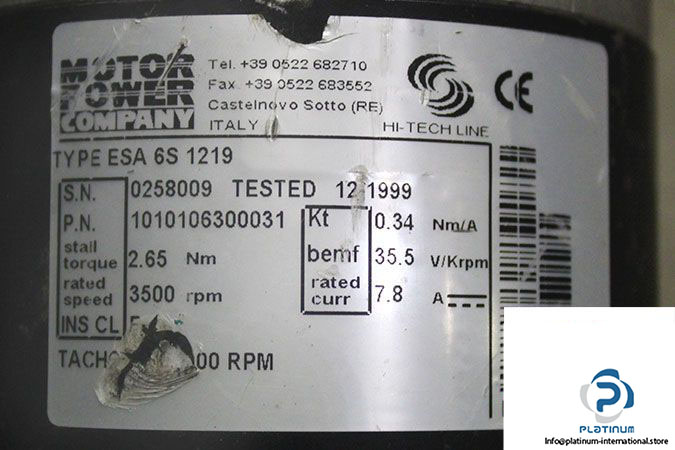 MOTOR
POWER
COMPANY
Tel. +39 0522 682710
Fax. +39 0522 683552
Castelnovo Sotto (RE)
ITALY
HI-TECH LINE
CE
TYPE ESA 6S 1219
S.N. 0258009 TESTED 12 1999
P.N. 1010106300031
Kt 0.34 Nm/A
stall torque 2.65 Nm
bemf 35.5 V/Krpm
rated speed 3500 rpm
rated curr 7.8 A
INS CL
TACHO RPM
PLATINUM
Info@platinum-international.store